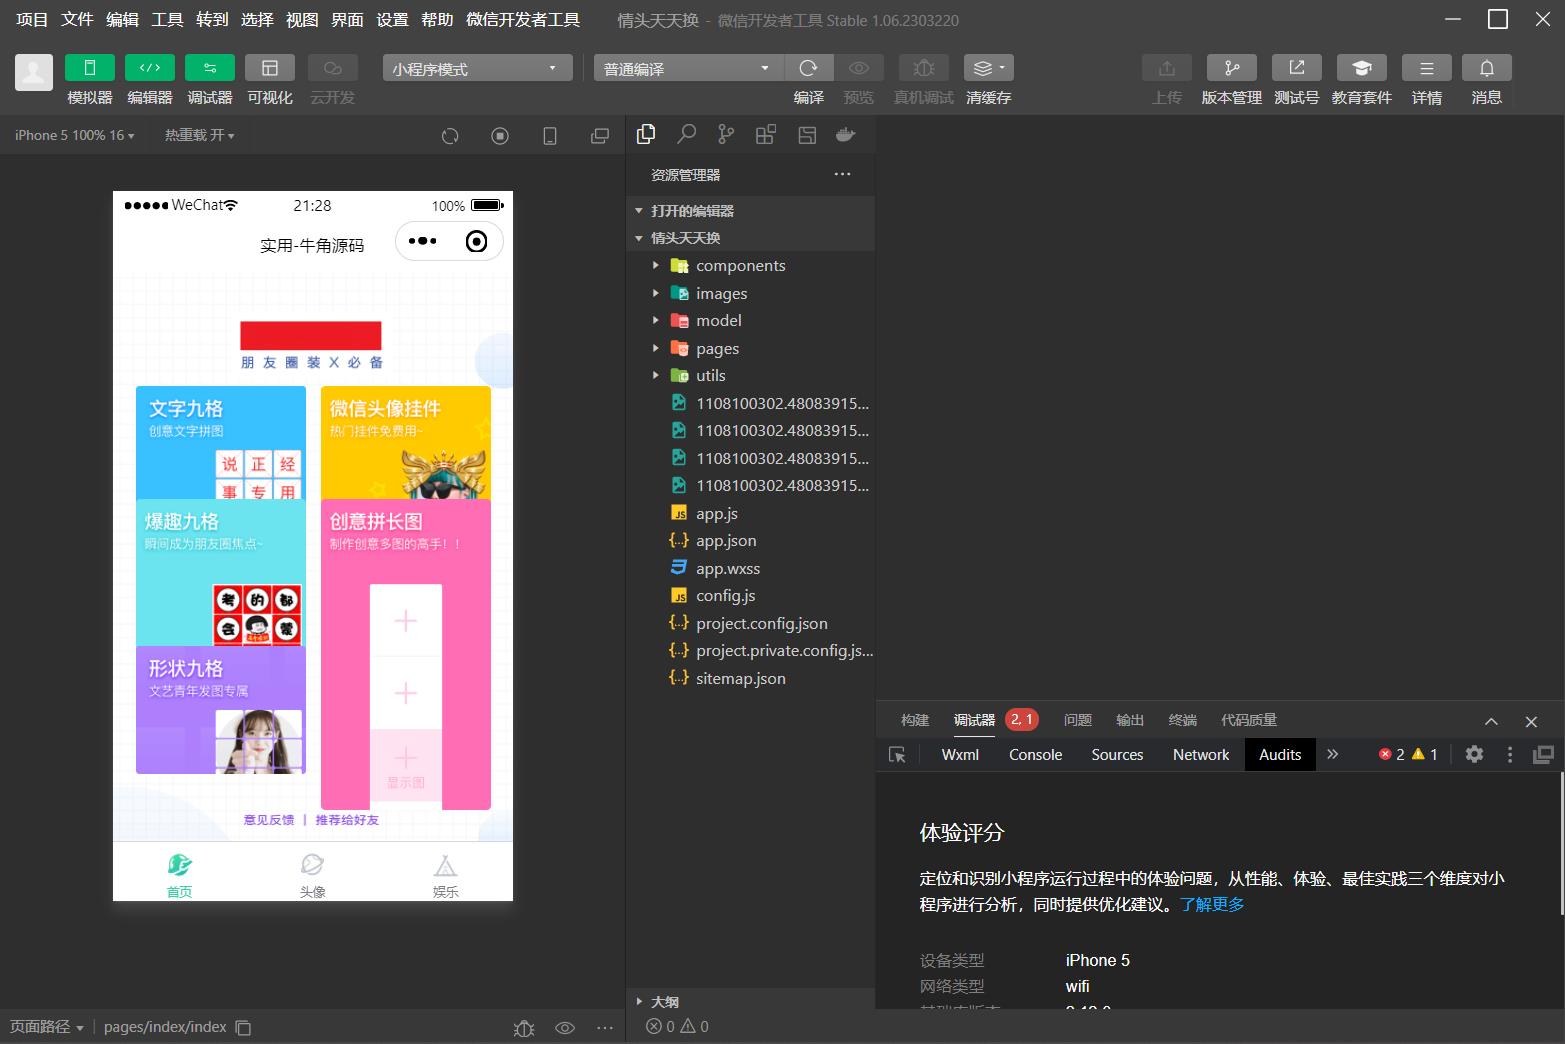 项目 文件 编辑 工具 转到 选择 视图 界面 设置 帮助 微信开发者工具 情头天天换 - 微信开发者工具 Stable 1.06.2303220
小程序模式 普通编译
模拟器 编辑器 调试器 可视化 云开发 编译 预览 真机调试 清缓存 上传 版本管理 测试号 教育套件 详情 消息
iPhone 5 100% 16 热重载 开
WeChat 21:28 100%
实用-牛角源码
朋友圈装X必备
文字九格
创意文字拼图
说 正 经
事 专 用
微信头像挂件
热门挂件免费用~
爆趣九格
瞬间成为朋友圈焦点~
考 的 都
会 蒙
创意拼长图
制作创意多图的高手！！
显示图
形状九格
文艺青年发图专属
意见反馈 | 推荐给好友
首页 头像 娱乐
页面路径 pages/index/index
资源管理器
打开的编辑器
情头天天换
components
images
model
pages
utils
1108100302.48083915...
1108100302.48083915...
1108100302.48083915...
1108100302.48083915...
app.js
app.json
app.wxss
config.js
project.config.json
project.private.config.js...
sitemap.json
大纲
0 0
构建 调试器 2, 1 问题 输出 终端 代码质量
Wxml Console Sources Network Audits 2 1
体验评分
定位和识别小程序运行过程中的体验问题，从性能、体验、最佳实践三个维度对小
程序进行分析，同时提供优化建议。了解更多
设备类型 iPhone 5
网络类型 wifi